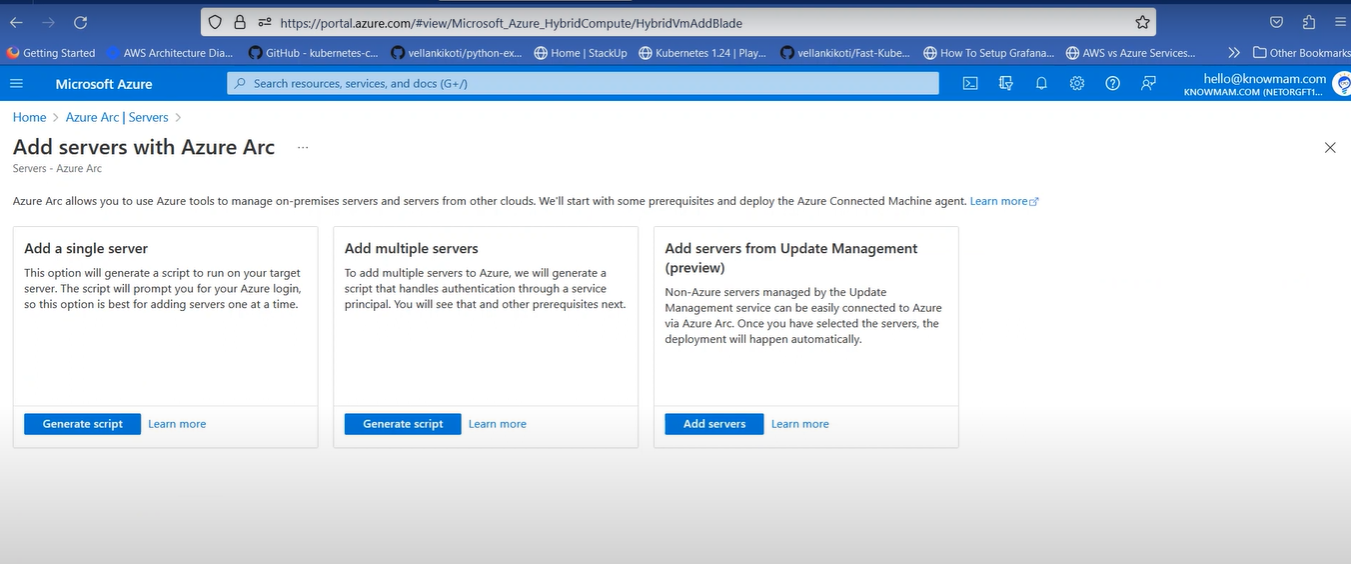 https://portal.azure.com/#view/Microsoft_Azure_HybridCompute/HybridVmAddBlade
Getting Started
AWS Architecture Dia...
GitHub - kubernetes-c...
vellankikoti/python-ex...
Home | StackUp
Kubernetes 1.24 | Play...
vellankikoti/Fast-Kube...
How To Setup Grafana...
AWS vs Azure Services...
Other Bookmarks
Microsoft Azure
Search resources, services, and docs (G+/)
hello@knowmam.com
KNOWMAM.COM (NETORGFT1...
Home > Azure Arc | Servers >
Add servers with Azure Arc ...
Servers - Azure Arc
Azure Arc allows you to use Azure tools to manage on-premises servers and servers from other clouds. We'll start with some prerequisites and deploy the Azure Connected Machine agent. Learn more
Add a single server
This option will generate a script to run on your target
server. The script will prompt you for your Azure login,
so this option is best for adding servers one at a time.
Generate script
Learn more
Add multiple servers
To add multiple servers to Azure, we will generate a
script that handles authentication through a service
principal. You will see that and other prerequisites next.
Generate script
Learn more
Add servers from Update Management
(preview)
Non-Azure servers managed by the Update
Management service can be easily connected to Azure
via Azure Arc. Once you have selected the servers, the
deployment will happen automatically.
Add servers
Learn more